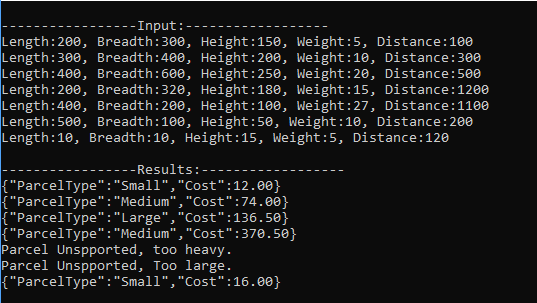 -----------------Input:------------------
Length:200, Breadth:300, Height:150, Weight:5, Distance:100
Length:300, Breadth:400, Height:200, Weight:10, Distance:300
Length:400, Breadth:600, Height:250, Weight:20, Distance:500
Length:200, Breadth:320, Height:180, Weight:15, Distance:1200
Length:400, Breadth:200, Height:100, Weight:27, Distance:1100
Length:500, Breadth:100, Height:50, Weight:10, Distance:200
Length:10, Breadth:10, Height:15, Weight:5, Distance:120
-----------------Results:------------------
{"ParcelType":"Small","Cost":12.00}
{"ParcelType":"Medium","Cost":74.00}
{"ParcelType":"Large","Cost":136.50}
{"ParcelType":"Medium","Cost":370.50}
Parcel Unspported, too heavy.
Parcel Unspported, Too large.
{"ParcelType":"Small","Cost":16.00}